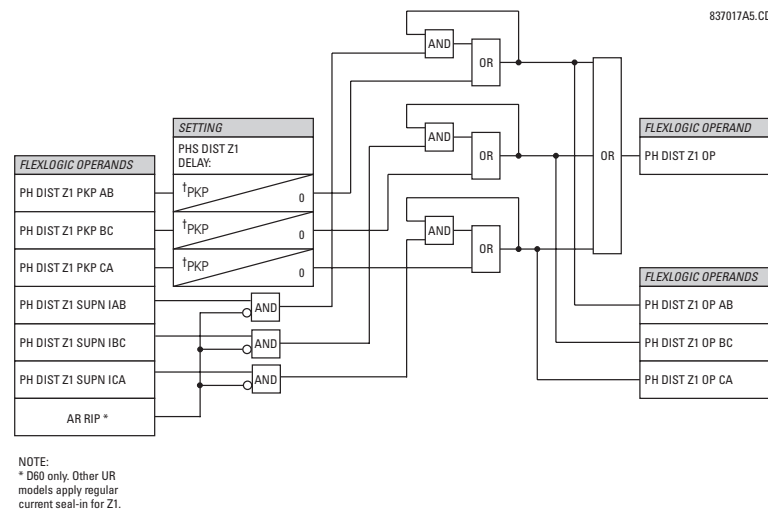 837017A5.CD
AND
OR
SETTING
PHS DIST Z1
DELAY:
FLEXLOGIC OPERANDS
PH DIST Z1 PKP AB
†PKP
0
PH DIST Z1 PKP BC
†PKP
0
PH DIST Z1 PKP CA
†PKP
0
PH DIST Z1 SUPN IAB
AND
PH DIST Z1 SUPN IBC
AND
PH DIST Z1 SUPN ICA
AND
AR RIP *
AND
OR
AND
OR
OR
FLEXLOGIC OPERAND
PH DIST Z1 OP
FLEXLOGIC OPERANDS
PH DIST Z1 OP AB
PH DIST Z1 OP BC
PH DIST Z1 OP CA
NOTE:
* D60 only. Other UR
models apply regular
current seal-in for Z1.